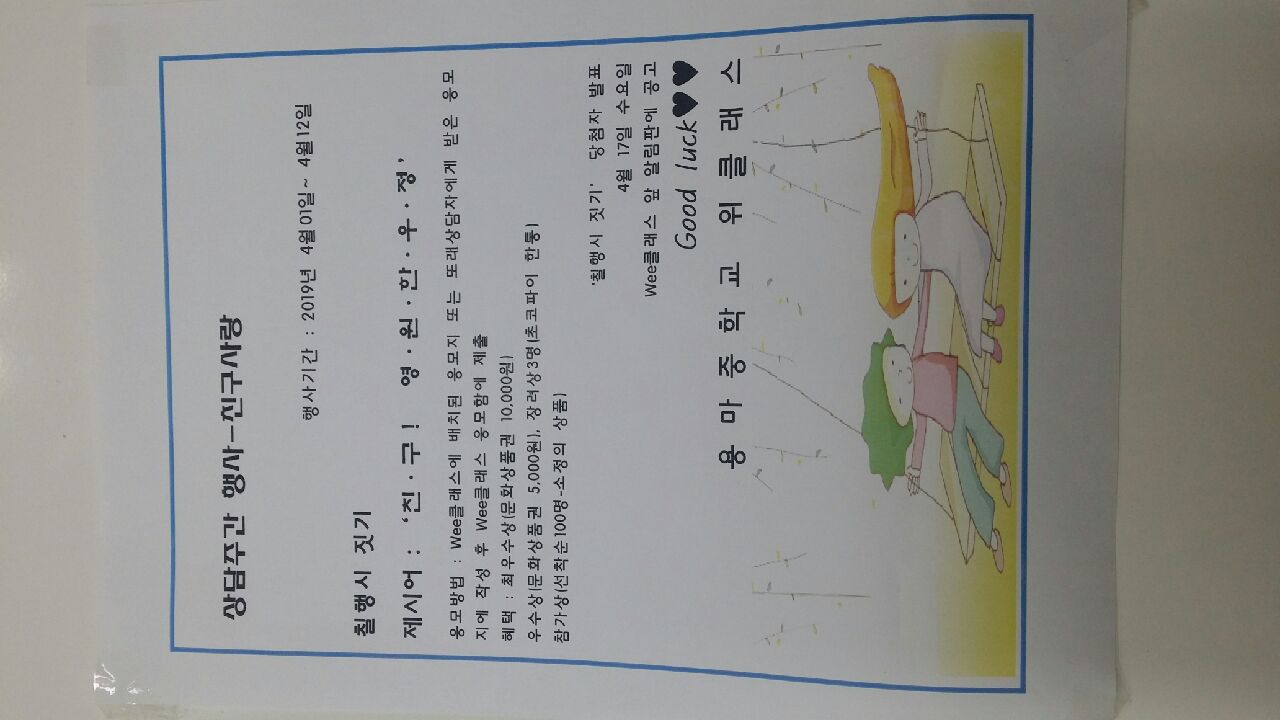 상담주간 행사-친구사랑
행사기간 : 2019년 4월01일~ 4월12일
칠행시 짓기
제시어 : ‘친·구! 영·원·한·우·정’
응모방법 : Wee클래스에 배치된 응모지 또는 또래상담자에게 받은 응모
지에 작성 후 Wee클래스 응모함에 제출
혜택 : 최우수상(문화상품권 10,000원)
우수상(문화상품권 5,000원), 장려상3명(초코파이 한통)
참가상(선착순100명-소정의 상품)
‘칠행시 짓기’ 당첨자 발표
4월 17일 수요일
Wee클래스 앞 알림판에 공고
Good luck♥♥♥
용마중학교 위클래스